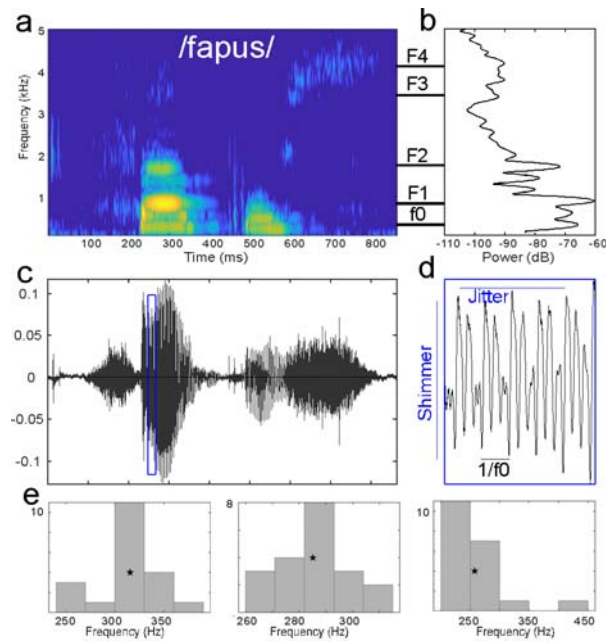 a
b
/fapus/
5
4
3
2
1
Frequency (kHz)
100 200 300 400 500 600 700 800
Time (ms)
F4
F3
F2
F1
f0
-110 -100 -90 -80 -70 -60
Power (dB)
c
d
0.1
0.05
0
-0.05
-0.1
Jitter
Shimmer
1/f0
e
10
250 300 350
Frequency (Hz)
8
260 280 300
Frequency (Hz)
10
250 350 450
Frequency (Hz)